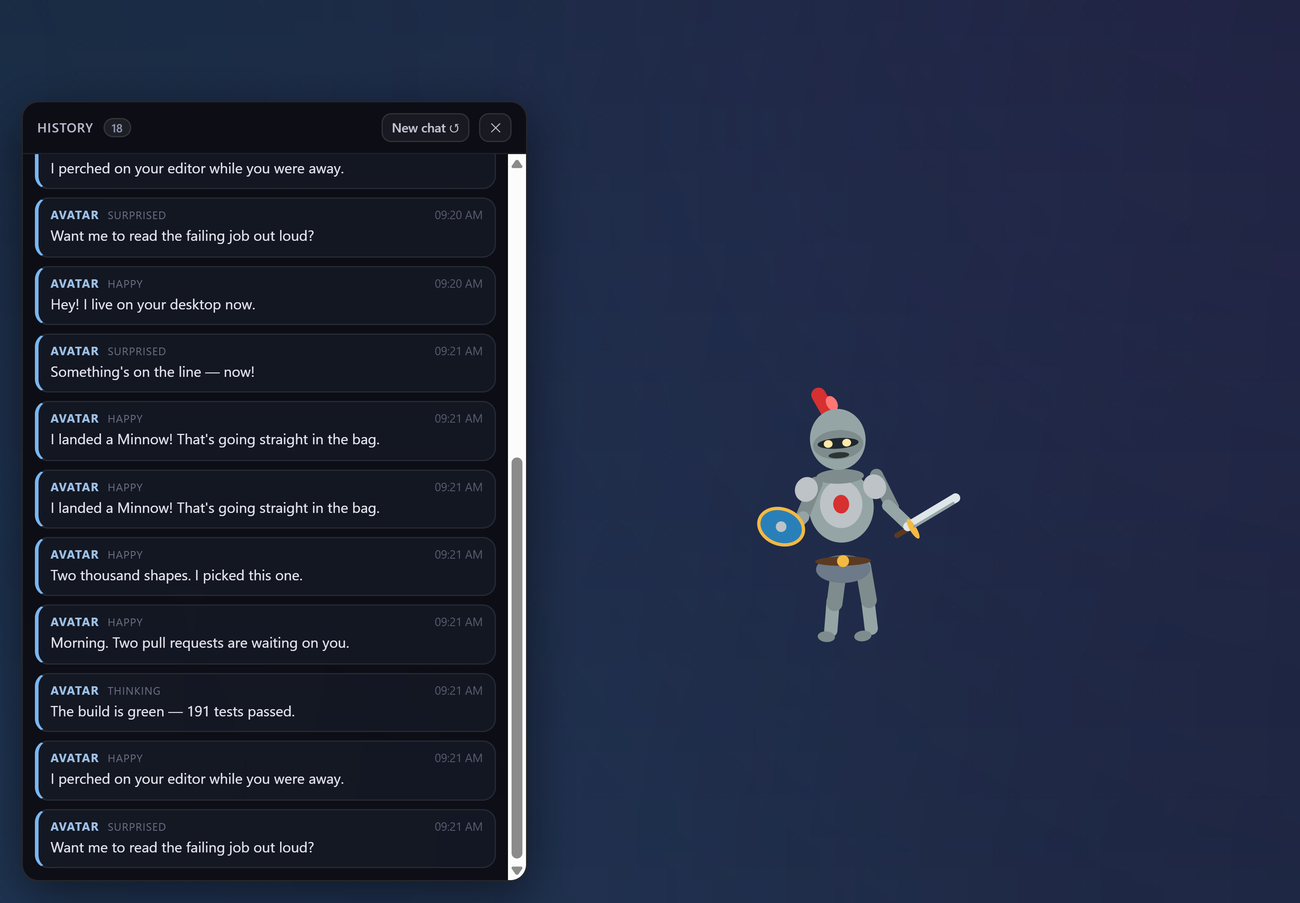 HISTORY 18 New chat ↺ ×
I perched on your editor while you were away.
AVATAR SURPRISED 09:20 AM
Want me to read the failing job out loud?
AVATAR HAPPY 09:20 AM
Hey! I live on your desktop now.
AVATAR SURPRISED 09:21 AM
Something's on the line — now!
AVATAR HAPPY 09:21 AM
I landed a Minnow! That's going straight in the bag.
AVATAR HAPPY 09:21 AM
I landed a Minnow! That's going straight in the bag.
AVATAR HAPPY 09:21 AM
Two thousand shapes. I picked this one.
AVATAR HAPPY 09:21 AM
Morning. Two pull requests are waiting on you.
AVATAR THINKING 09:21 AM
The build is green — 191 tests passed.
AVATAR HAPPY 09:21 AM
I perched on your editor while you were away.
AVATAR SURPRISED 09:21 AM
Want me to read the failing job out loud?